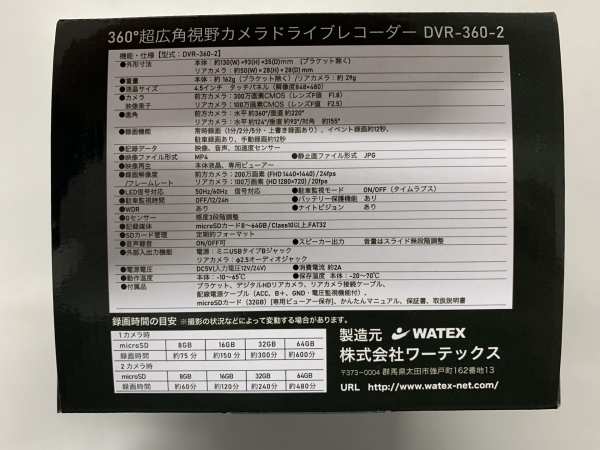 360°超広角視野カメラドライブレコーダー DVR-360-2
機能・仕様【型式：DVR-360-2】
●外形寸法 本体：約130(W)×93(H)×35(D)mm （ブラケット除く）
リアカメラ：約50(W)×28(H)×28(D)mm
●重量 本体：約162g（ブラケット除く）/リアカメラ：約29g
●液晶サイズ 4.5インチ タッチパネル（解像度848×480）
●カメラ 前方カメラ：300万画素CMOS（レンズF値 F1.8）
映像素子 リアカメラ：100万画素CMOS（レンズF値 F2.5）
●画角 前方カメラ：水平約360°/垂直約220°
リアカメラ：水平約124°/垂直約93°/対角 約155°
●録画機能 常時録画（1分/2分/5分・上書き録画あり）、イベント録画約12秒、
駐車録画あり、手動録画約12秒
●記録データ 映像、音声、加速度センサー
●映像ファイル形式 MP4 ●静止画ファイル形式 JPG
●映像再生 本体液晶、専用ビューアー
●録画解像度 前方カメラ：200万画素（FHD 1440×1440）/24fps
/フレームレート リアカメラ：100万画素（HD 1280×720）/20fps
●LED信号対応 50Hz/60Hz 信号対応 ●駐車監視モード ON/OFF（タイムラプス）
●駐車監視時間 OFF/12/24h ●バッテリー保護機能 あり
●WDR あり ●ナイトビジョン あり
●Gセンサー 感度3段階調整
●記録媒体 microSDカード8～64GB/Class10以上,FAT32
●SDカード整理 定期的フォーマット
●音声録音 ON/OFF可 ●スピーカー出力 音量はスライド無段階調整
●外部入出力機能 電源：ミニUSBタイプBジャック
リアカメラ：φ2.5オーディオジャック
●電源電圧 DC5V(入力電圧12V/24V) ●消費電流 約2A
●動作温度 本体：-10～65℃ ●保存温度 本体：-20～70℃
●付属品 ブラケット、デジタルHDリアカメラ、リアカメラ接続ケーブル、
配線電源ケーブル（ACC、B+、GND・電圧監視機能付）、
microSDカード（32GB）[専用ビューアー保存]、かんたんマニュアル、保証書、取扱説明書
録画時間の目安 ※撮影の状況などによって変動する場合があります。
1カメラ時
microSD 8GB 16GB 32GB 64GB
録画時間 約75分 約150分 約300分 約600分
2カメラ時
microSD 8GB 16GB 32GB 64GB
録画時間 約60分 約120分 約240分 約480分
製造元 WATEX
株式会社ワーテックス
〒373-0004 群馬県太田市強戸町162番地13
URL http://www.watex-net.com/